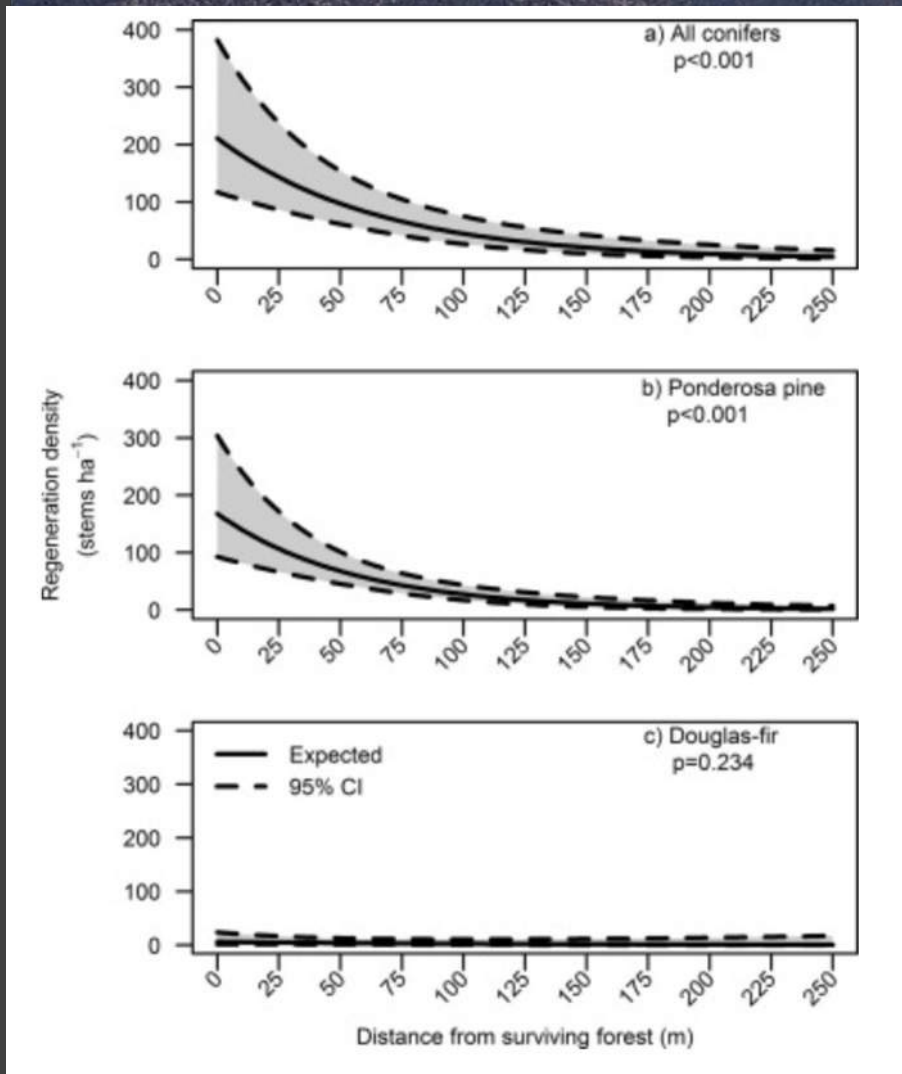 a) All conifers
p<0.001
400
300
200
100
0
0 25 50 75 100 125 150 175 200 225 250
b) Ponderosa pine
p<0.001
400
300
200
100
0
0 25 50 75 100 125 150 175 200 225 250
Regeneration density
(stems ha⁻¹)
c) Douglas-fir
p=0.234
Expected
95% CI
400
300
200
100
0
0 25 50 75 100 125 150 175 200 225 250
Distance from surviving forest (m)